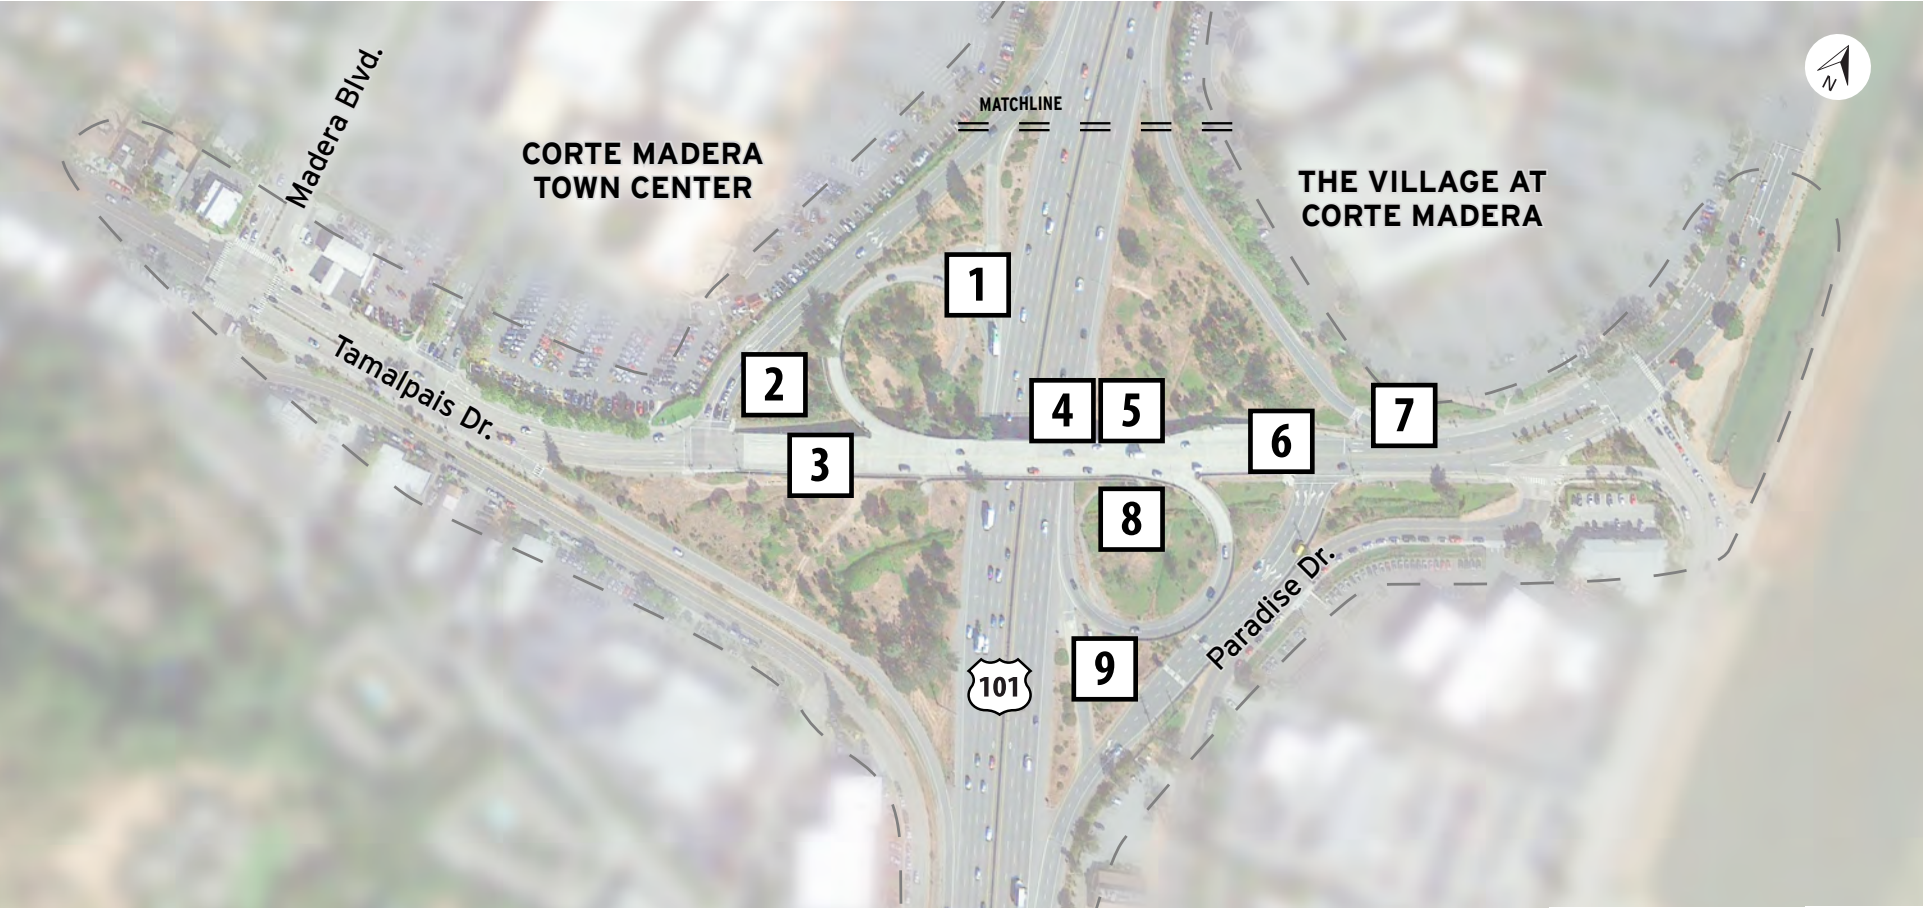 Madera Blvd.
MATCHLINE
N
CORTE MADERA
TOWN CENTER
THE VILLAGE AT
CORTE MADERA
1
2
Tamalpais Dr.
3
4
5
6
7
8
Paradise Dr.
9
101